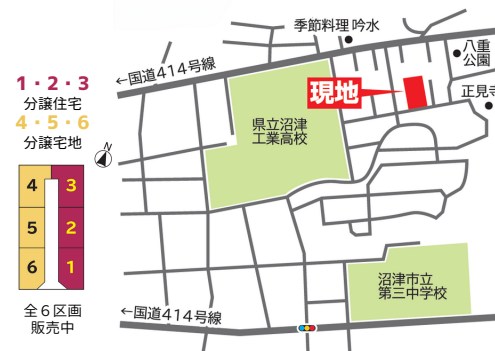 季節料理 吟水
八重
公園
←国道414号線
現地
正見寺
1・2・3
分譲住宅
4・5・6
分譲宅地
県立沼津
工業高校
N
4 3
5 2
6 1
沼津市立
第三中学校
全6区画
販売中
←国道414号線